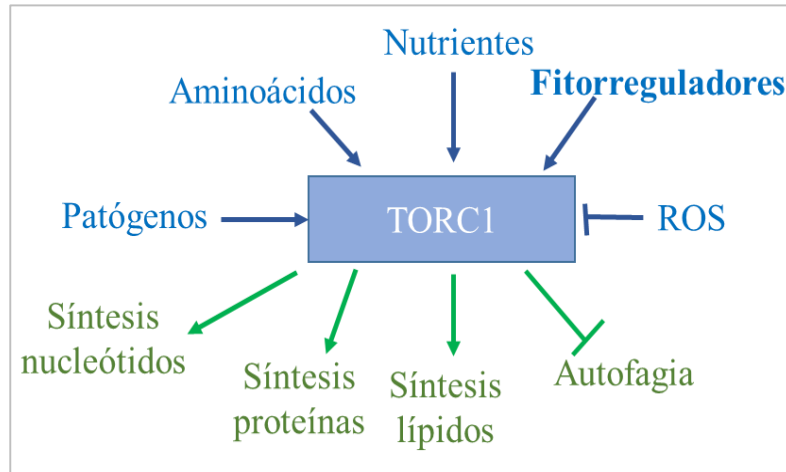 Nutrientes
Aminoácidos
Fitorreguladores
Patógenos
TORC1
ROS
Síntesis
nucleótidos
Síntesis
proteínas
Síntesis
lípidos
Autofagia